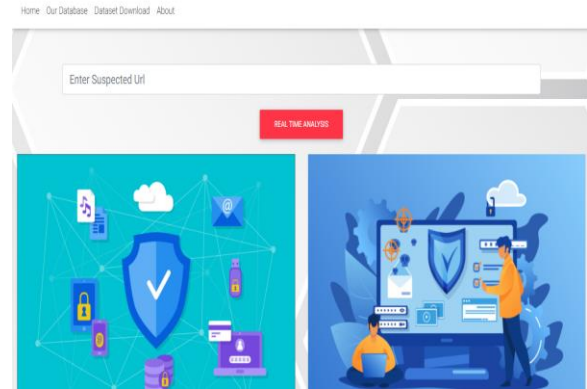 Home Our Database Dataset Download About
Enter Suspected Url
REAL TIME ANALYSIS
@